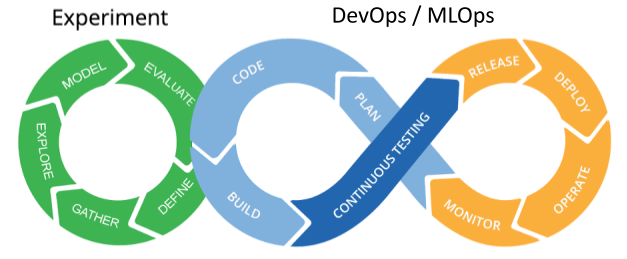 Experiment
DevOps / MLOps
MODEL
EVALUATE
DEFINE
GATHER
EXPLORE
CODE
BUILD
CONTINUOUS TESTING
PLAN
RELEASE
DEPLOY
OPERATE
MONITOR